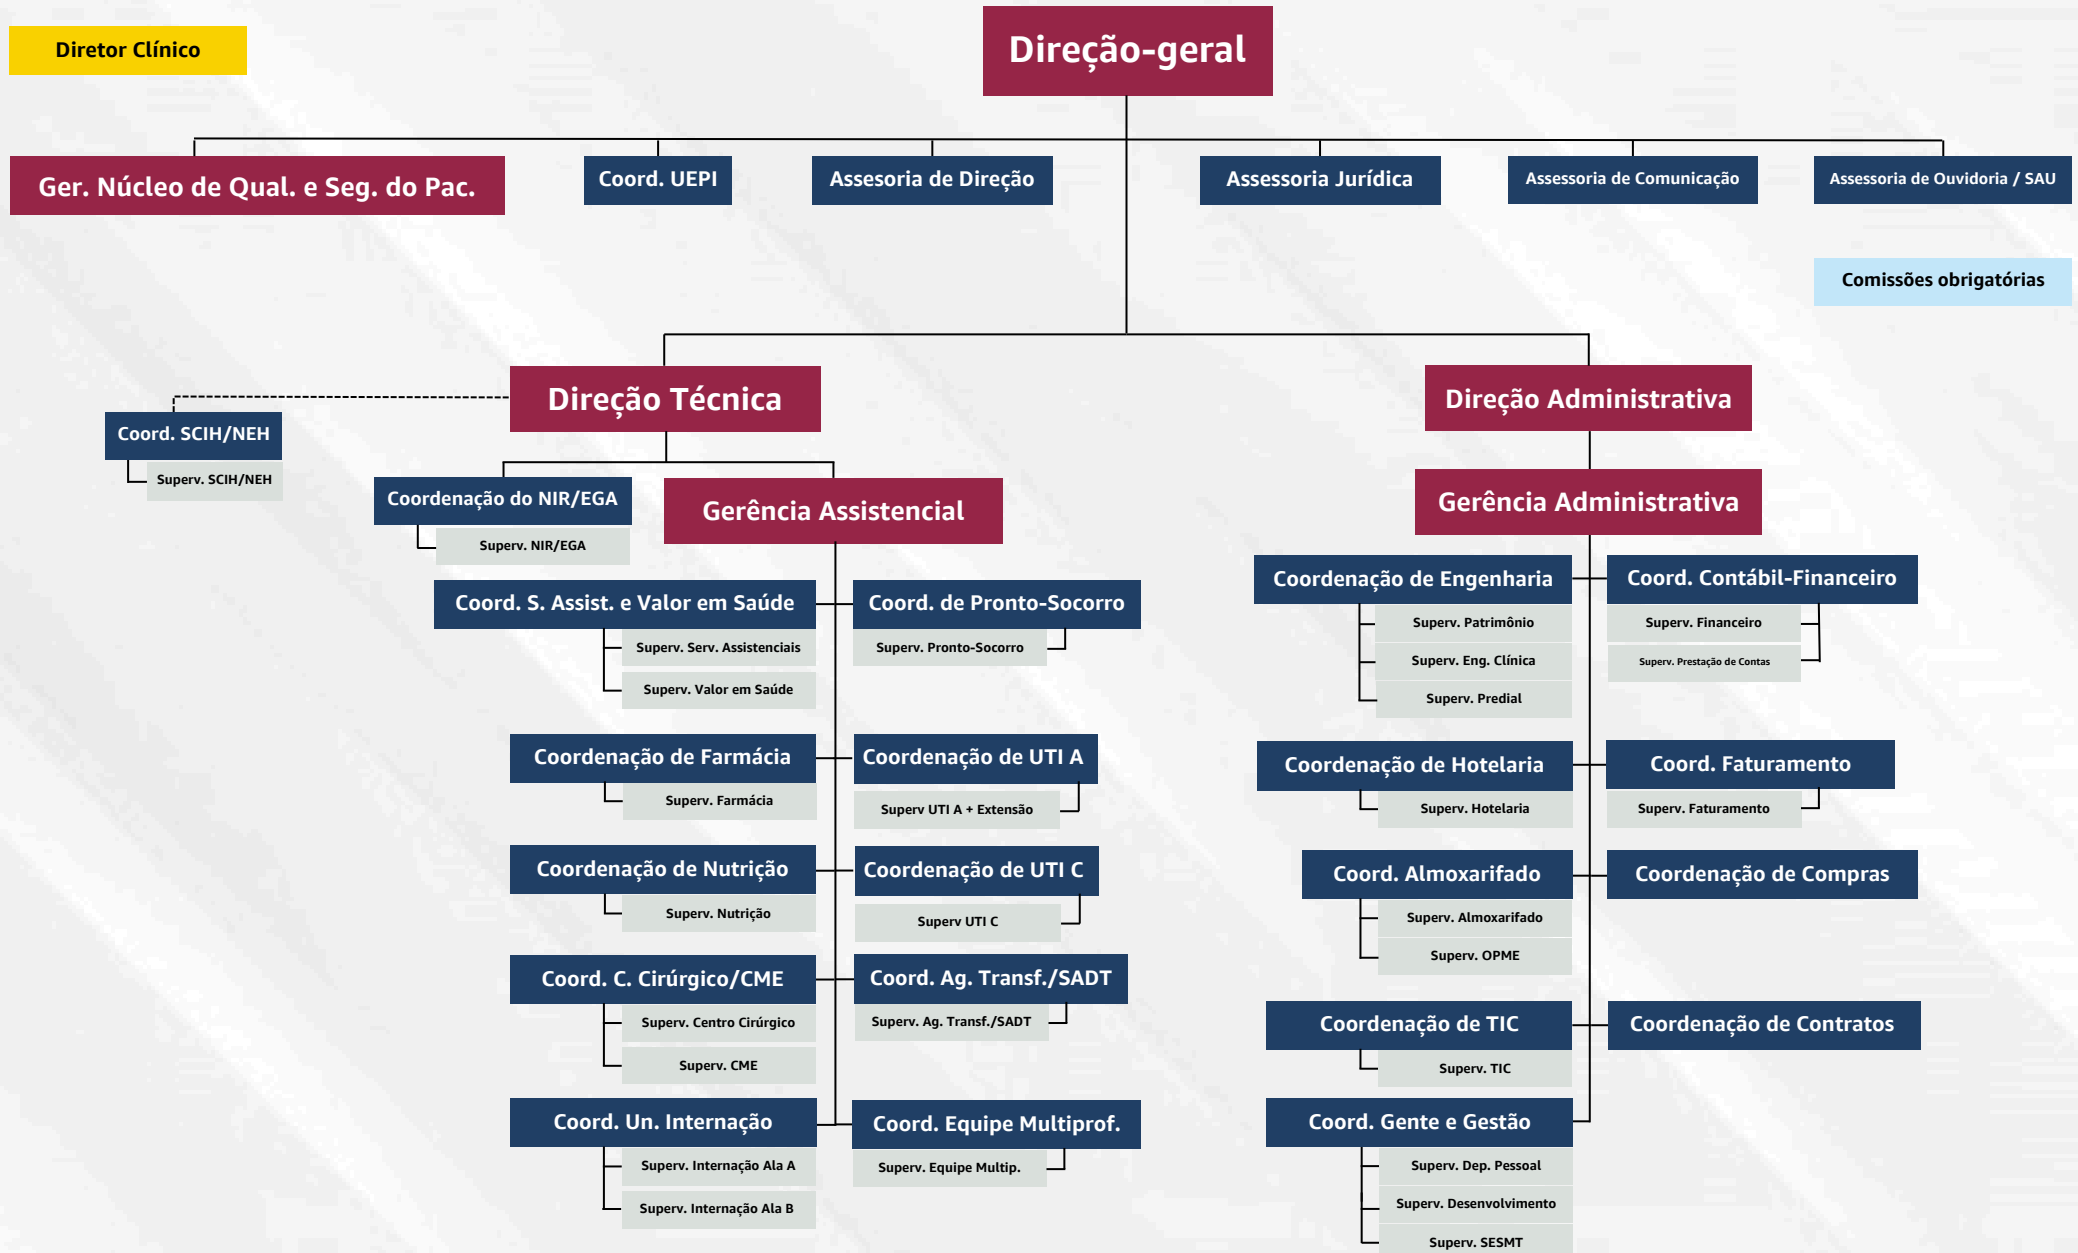 Diretor Clínico
Direção-geral
Ger. Núcleo de Qual. e Seg. do Pac.
Coord. UEPI
Assesoria de Direção
Assessoria Jurídica
Assessoria de Comunicação
Assessoria de Ouvidoria / SAU
Comissões obrigatórias
Direção Técnica
Coord. SCIH/NEH
Superv. SCIH/NEH
Coordenação do NIR/EGA
Superv. NIR/EGA
Gerência Assistencial
Coord. S. Assist. e Valor em Saúde
Superv. Serv. Assistenciais
Superv. Valor em Saúde
Coord. de Pronto-Socorro
Superv. Pronto-Socorro
Coordenação de Farmácia
Superv. Farmácia
Coordenação de UTI A
Superv UTI A + Extensão
Coordenação de Nutrição
Superv. Nutrição
Coordenação de UTI C
Superv UTI C
Coord. C. Cirúrgico/CME
Superv. Centro Cirúrgico
Superv. CME
Coord. Ag. Transf./SADT
Superv. Ag. Transf./SADT
Coord. Un. Internação
Superv. Internação Ala A
Superv. Internação Ala B
Coord. Equipe Multiprof.
Superv. Equipe Multip.
Direção Administrativa
Gerência Administrativa
Coordenação de Engenharia
Superv. Patrimônio
Superv. Eng. Clínica
Superv. Predial
Coord. Contábil-Financeiro
Superv. Financeiro
Superv. Prestação de Contas
Coordenação de Hotelaria
Superv. Hotelaria
Coord. Faturamento
Superv. Faturamento
Coord. Almoxarifado
Superv. Almoxarifado
Superv. OPME
Coordenação de Compras
Coordenação de TIC
Superv. TIC
Coordenação de Contratos
Coord. Gente e Gestão
Superv. Dep. Pessoal
Superv. Desenvolvimento
Superv. SESMT